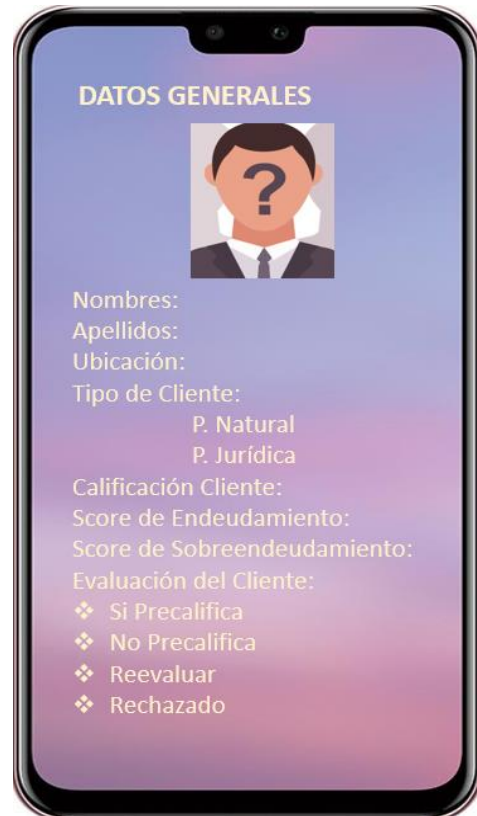 DATOS GENERALES
?
Nombres:
Apellidos:
Ubicación:
Tipo de Cliente:
P. Natural
P. Jurídica
Calificación Cliente:
Score de Endeudamiento:
Score de Sobreendeudamiento:
Evaluación del Cliente:
❖ Si Precalifica
❖ No Precalifica
❖ Reevaluar
❖ Rechazado